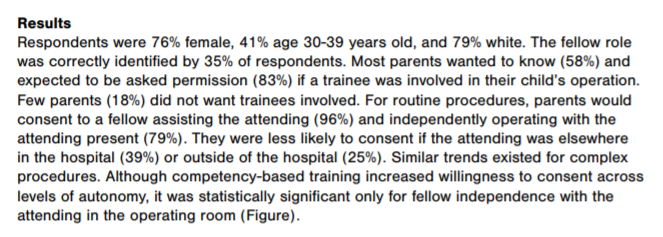 Results
Respondents were 76% female, 41% age 30-39 years old, and 79% white. The fellow role
was correctly identified by 35% of respondents. Most parents wanted to know (58%) and
expected to be asked permission (83%) if a trainee was involved in their child's operation.
Few parents (18%) did not want trainees involved. For routine procedures, parents would
consent to a fellow assisting the attending (96%) and independently operating with the
attending present (79%). They were less likely to consent if the attending was elsewhere
in the hospital (39%) or outside of the hospital (25%). Similar trends existed for complex
procedures. Although competency-based training increased willingness to consent across
levels of autonomy, it was statistically significant only for fellow independence with the
attending in the operating room (Figure).